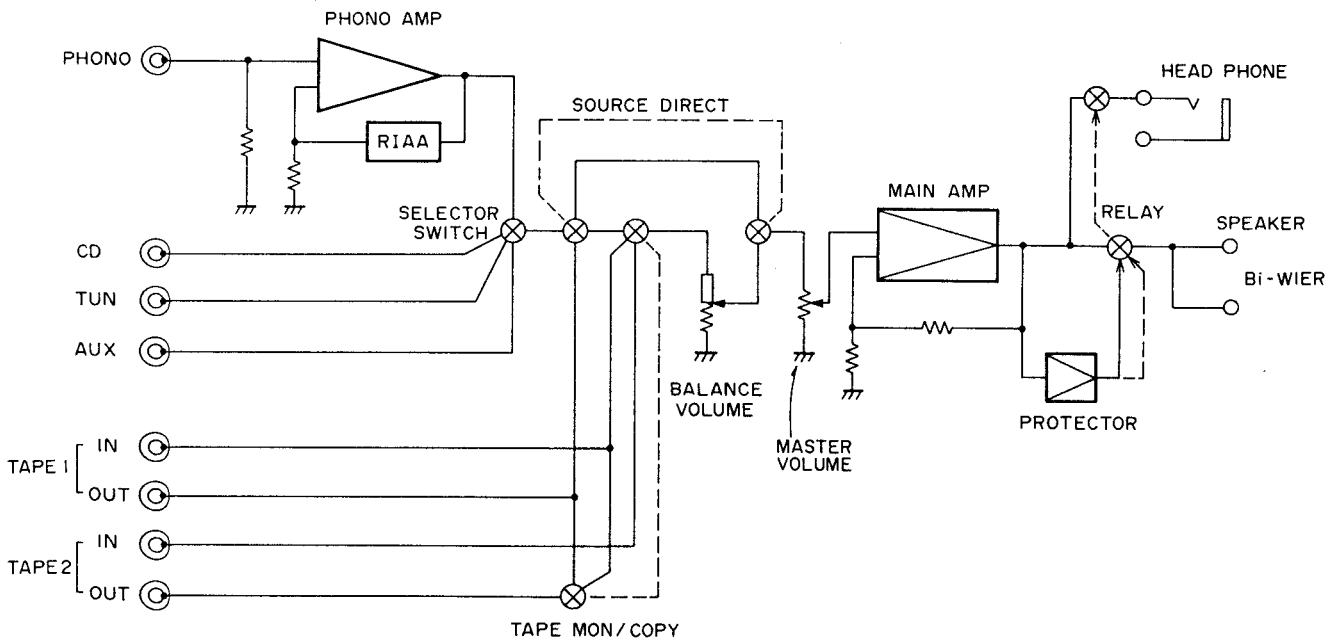 PHONO AMP
PHONO
RIAA
SOURCE DIRECT
HEAD PHONE
SELECTOR
SWITCH
MAIN AMP
RELAY
SPEAKER
Bi-WIER
CD
TUN
AUX
BALANCE
VOLUME
MASTER
VOLUME
PROTECTOR
TAPE 1
IN
OUT
TAPE 2
IN
OUT
TAPE MON/COPY